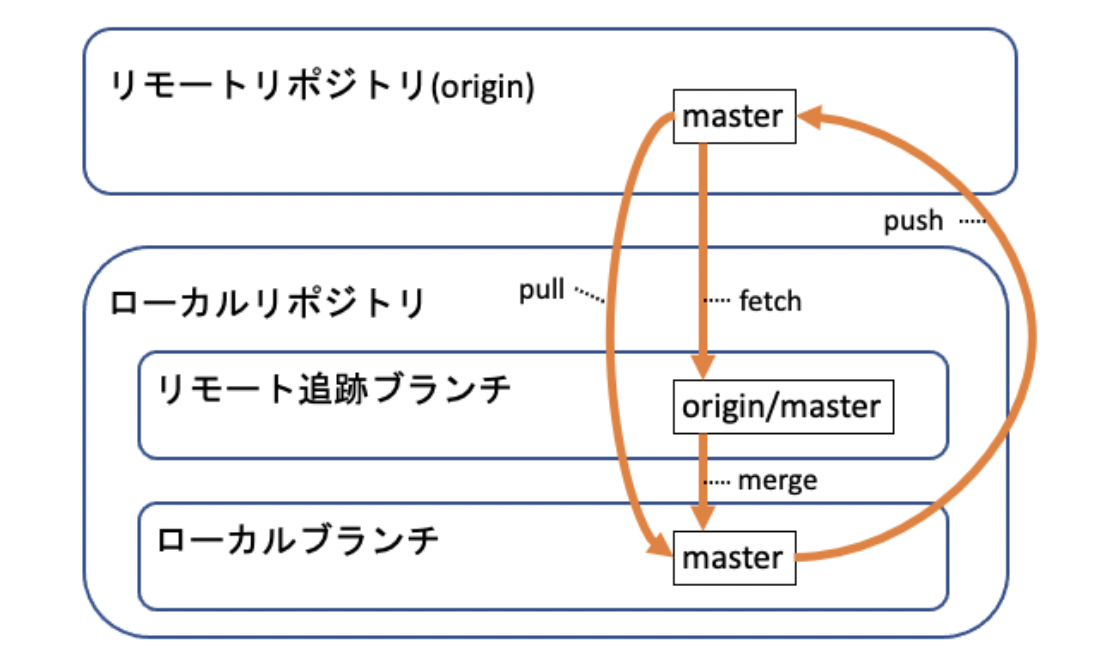 リモートリポジトリ(origin)
master
push
ローカルリポジトリ
pull
fetch
リモート追跡ブランチ
origin/master
merge
ローカルブランチ
master